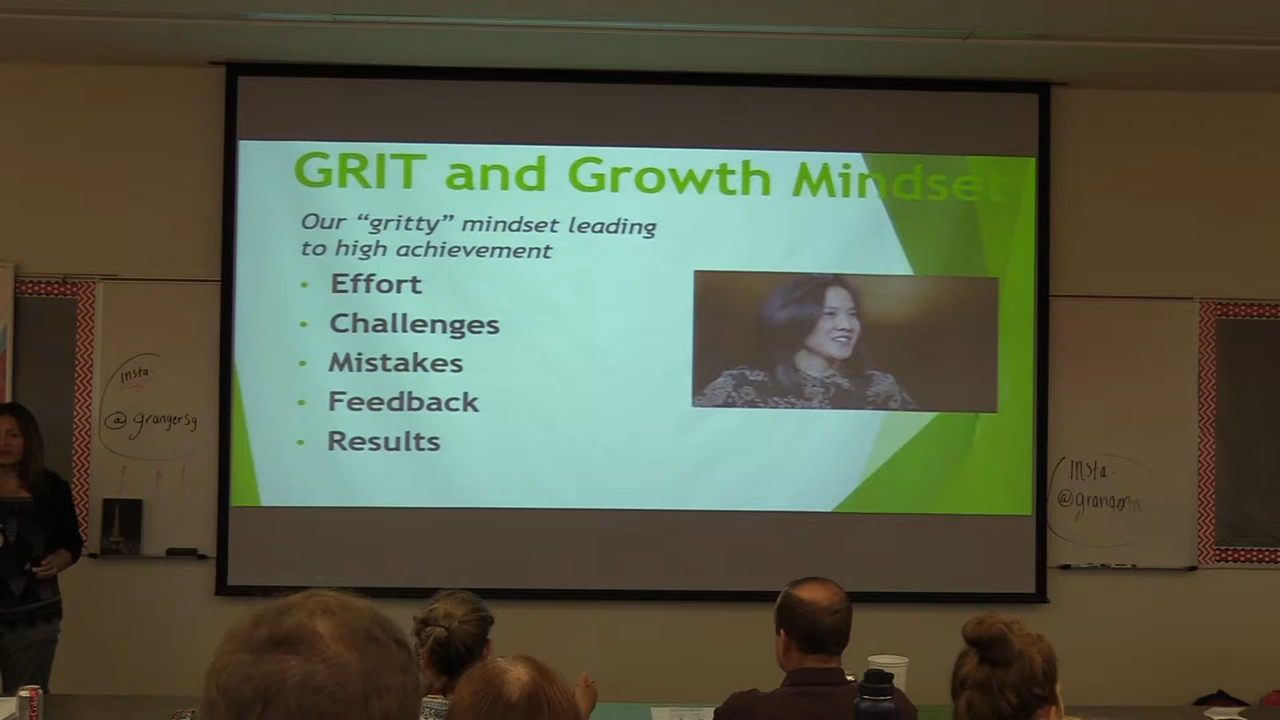 GRIT and Growth Mindset
Our “gritty” mindset leading
to high achievement
• Effort
• Challenges
• Mistakes
• Feedback
• Results
Insta:
@grangersg
Insta: